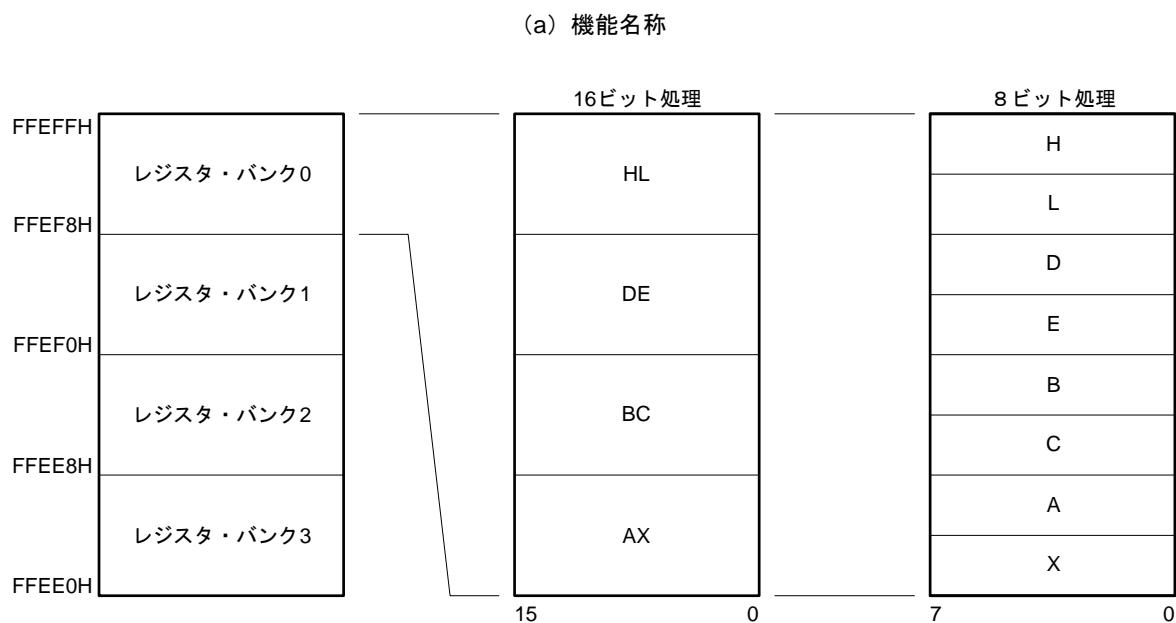 （a）機能名称
16ビット処理
８ビット処理
FFEFFH
レジスタ・バンク0
HL
H
L
FFEF8H
レジスタ・バンク1
DE
D
E
FFEF0H
レジスタ・バンク2
BC
B
C
FFEE8H
レジスタ・バンク3
AX
A
X
FFEE0H
15
0
7
0